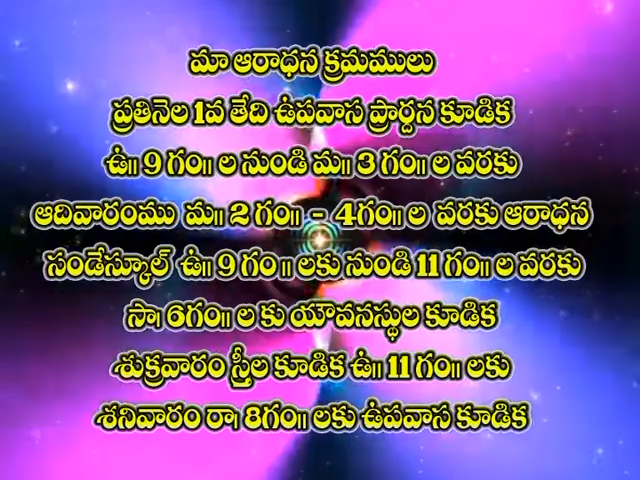 మా ఆరాధన క్రమములు
ప్రతినెల 1వ తేది ఉపవాస ప్రార్దన కూడిక
ఉ॥ 9 గం॥ ల నుండి మ॥ 3 గం॥ ల వరకు
ఆదివారంము మ॥ 2 గం॥ - 4గం॥ ల వరకు ఆరాధన
సండేస్కూల్ ఉ॥ 9 గం॥ లకు నుండి 11 గం॥ ల వరకు
సా। 6గం॥ ల కు యౌవనస్థుల కూడిక
శుక్రవారం స్త్రీల కూడిక ఉ॥ 11 గం॥ లకు
శనివారం రా। 8గం॥ లకు ఉపవాస కూడిక